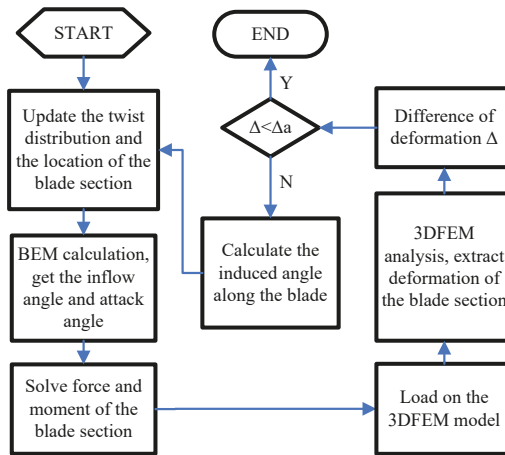 START
END
Update the twist
distribution and
the location of the
blade section
Y
Δ<Δa
N
Difference of
deformation Δ
BEM calculation,
get the inflow
angle and attack
angle
Calculate the
induced angle
along the blade
3DFEM
analysis, extract
deformation of
the blade section
Solve force and
moment of the
blade section
Load on the
3DFEM model